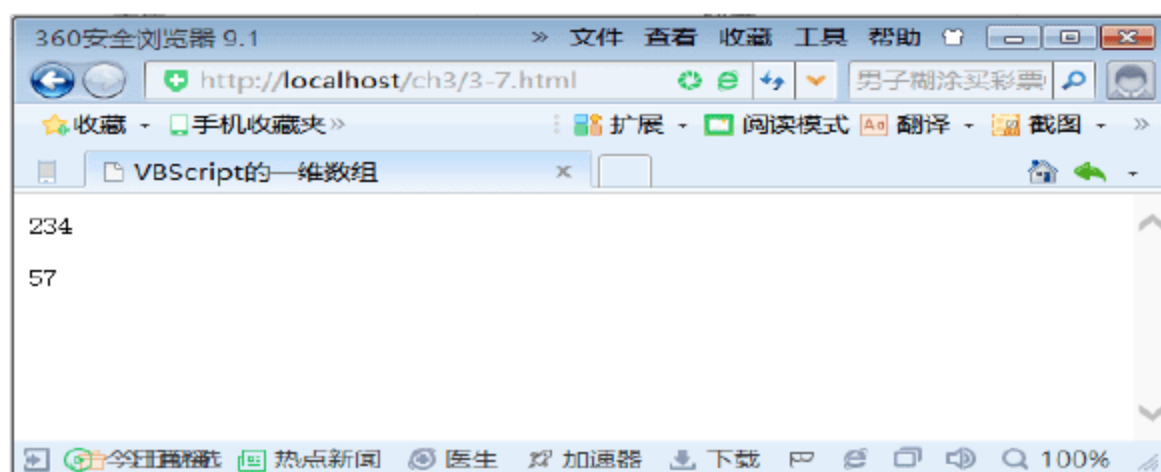 360安全浏览器 9.1 » 文件 查看 收藏 工具 帮助
http://localhost/ch3/3-7.html 男子糊涂买彩票
收藏 手机收藏夹» 扩展 阅读模式 Aa 翻译 截图 »
VBScript的一维数组 ×
234
57
热点新闻 医生 加速器 下载 100%